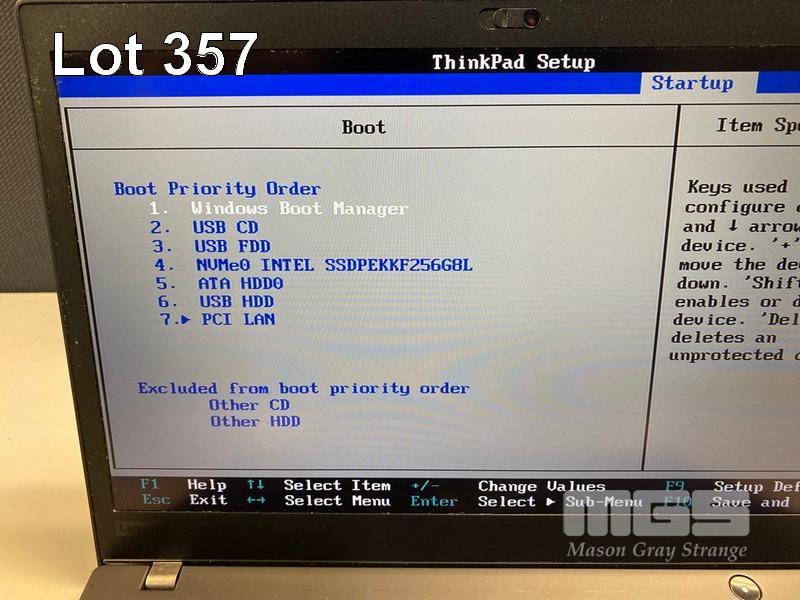 Lot 357
ThinkPad Setup
Startup
Boot
Item Spe
Boot Priority Order
1. Windows Boot Manager
2. USB CD
3. USB FDD
4. NVMe0 INTEL SSDPEKKF256G8L
5. ATA HDD0
6. USB HDD
7.▶ PCI LAN
Excluded from boot priority order
Other CD
Other HDD
Keys used
configure
and ↓ arrow
device. '+'
move the de
down. 'Shift
enables or d
device. 'Del
deletes an
unprotected d
F1 Help ↑↓ Select Item +/- Change Values F9 Setup Def
Esc Exit ←→ Select Menu Enter Select ▶ Sub-Menu F10 Save and
MGS
Mason Gray Strange